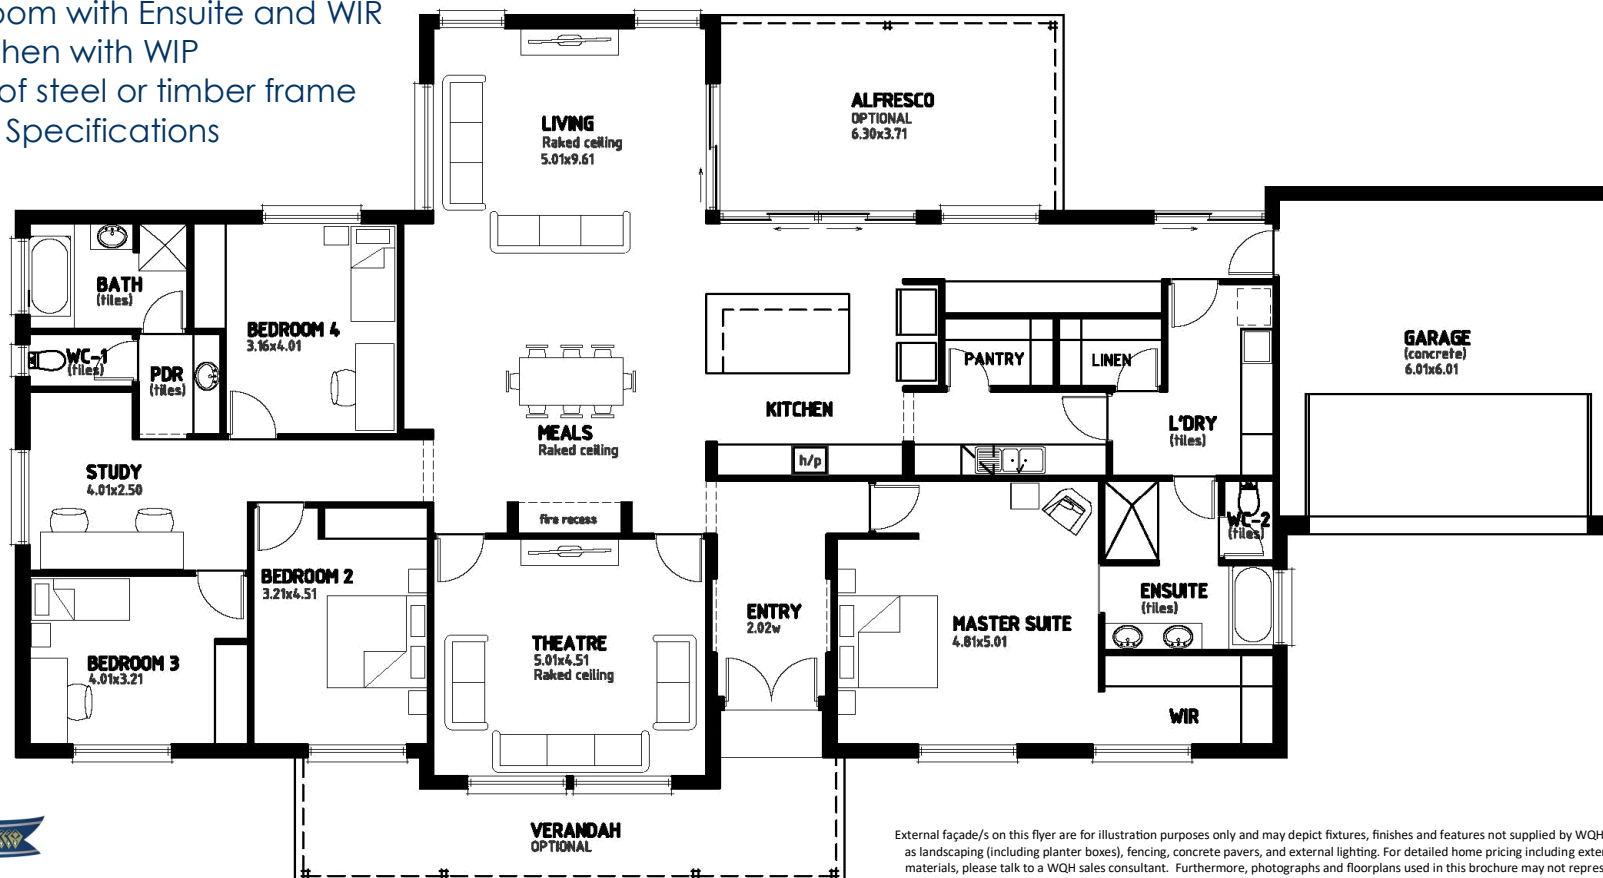 oom with Ensuite and WIR
hen with WIP
of steel or timber frame
Specifications
LIVING
Raked ceiling
5.01x9.61
ALFRESCO
OPTIONAL
6.30x3.71
BATH
(tiles)
BEDROOM 4
3.16x4.01
WC-1
(tiles)
PDR
(tiles)
PANTRY
LINEN
GARAGE
(concrete)
6.01x6.01
KITCHEN
MEALS
Raked ceiling
L'DRY
(tiles)
h/p
STUDY
4.01x2.50
fire recess
WC-2
(tiles)
BEDROOM 2
3.21x4.51
ENSUITE
(tiles)
ENTRY
2.02w
MASTER SUITE
4.81x5.01
THEATRE
5.01x4.51
Raked ceiling
BEDROOM 3
4.01x3.21
WIR
VERANDAH
OPTIONAL
External façade/s on this flyer are for illustration purposes only and may depict fixtures, finishes and features not supplied by WQH
as landscaping (including planter boxes), fencing, concrete pavers, and external lighting. For detailed home pricing including exter
materials, please talk to a WQH sales consultant. Furthermore, photographs and floorplans used in this brochure may not repres